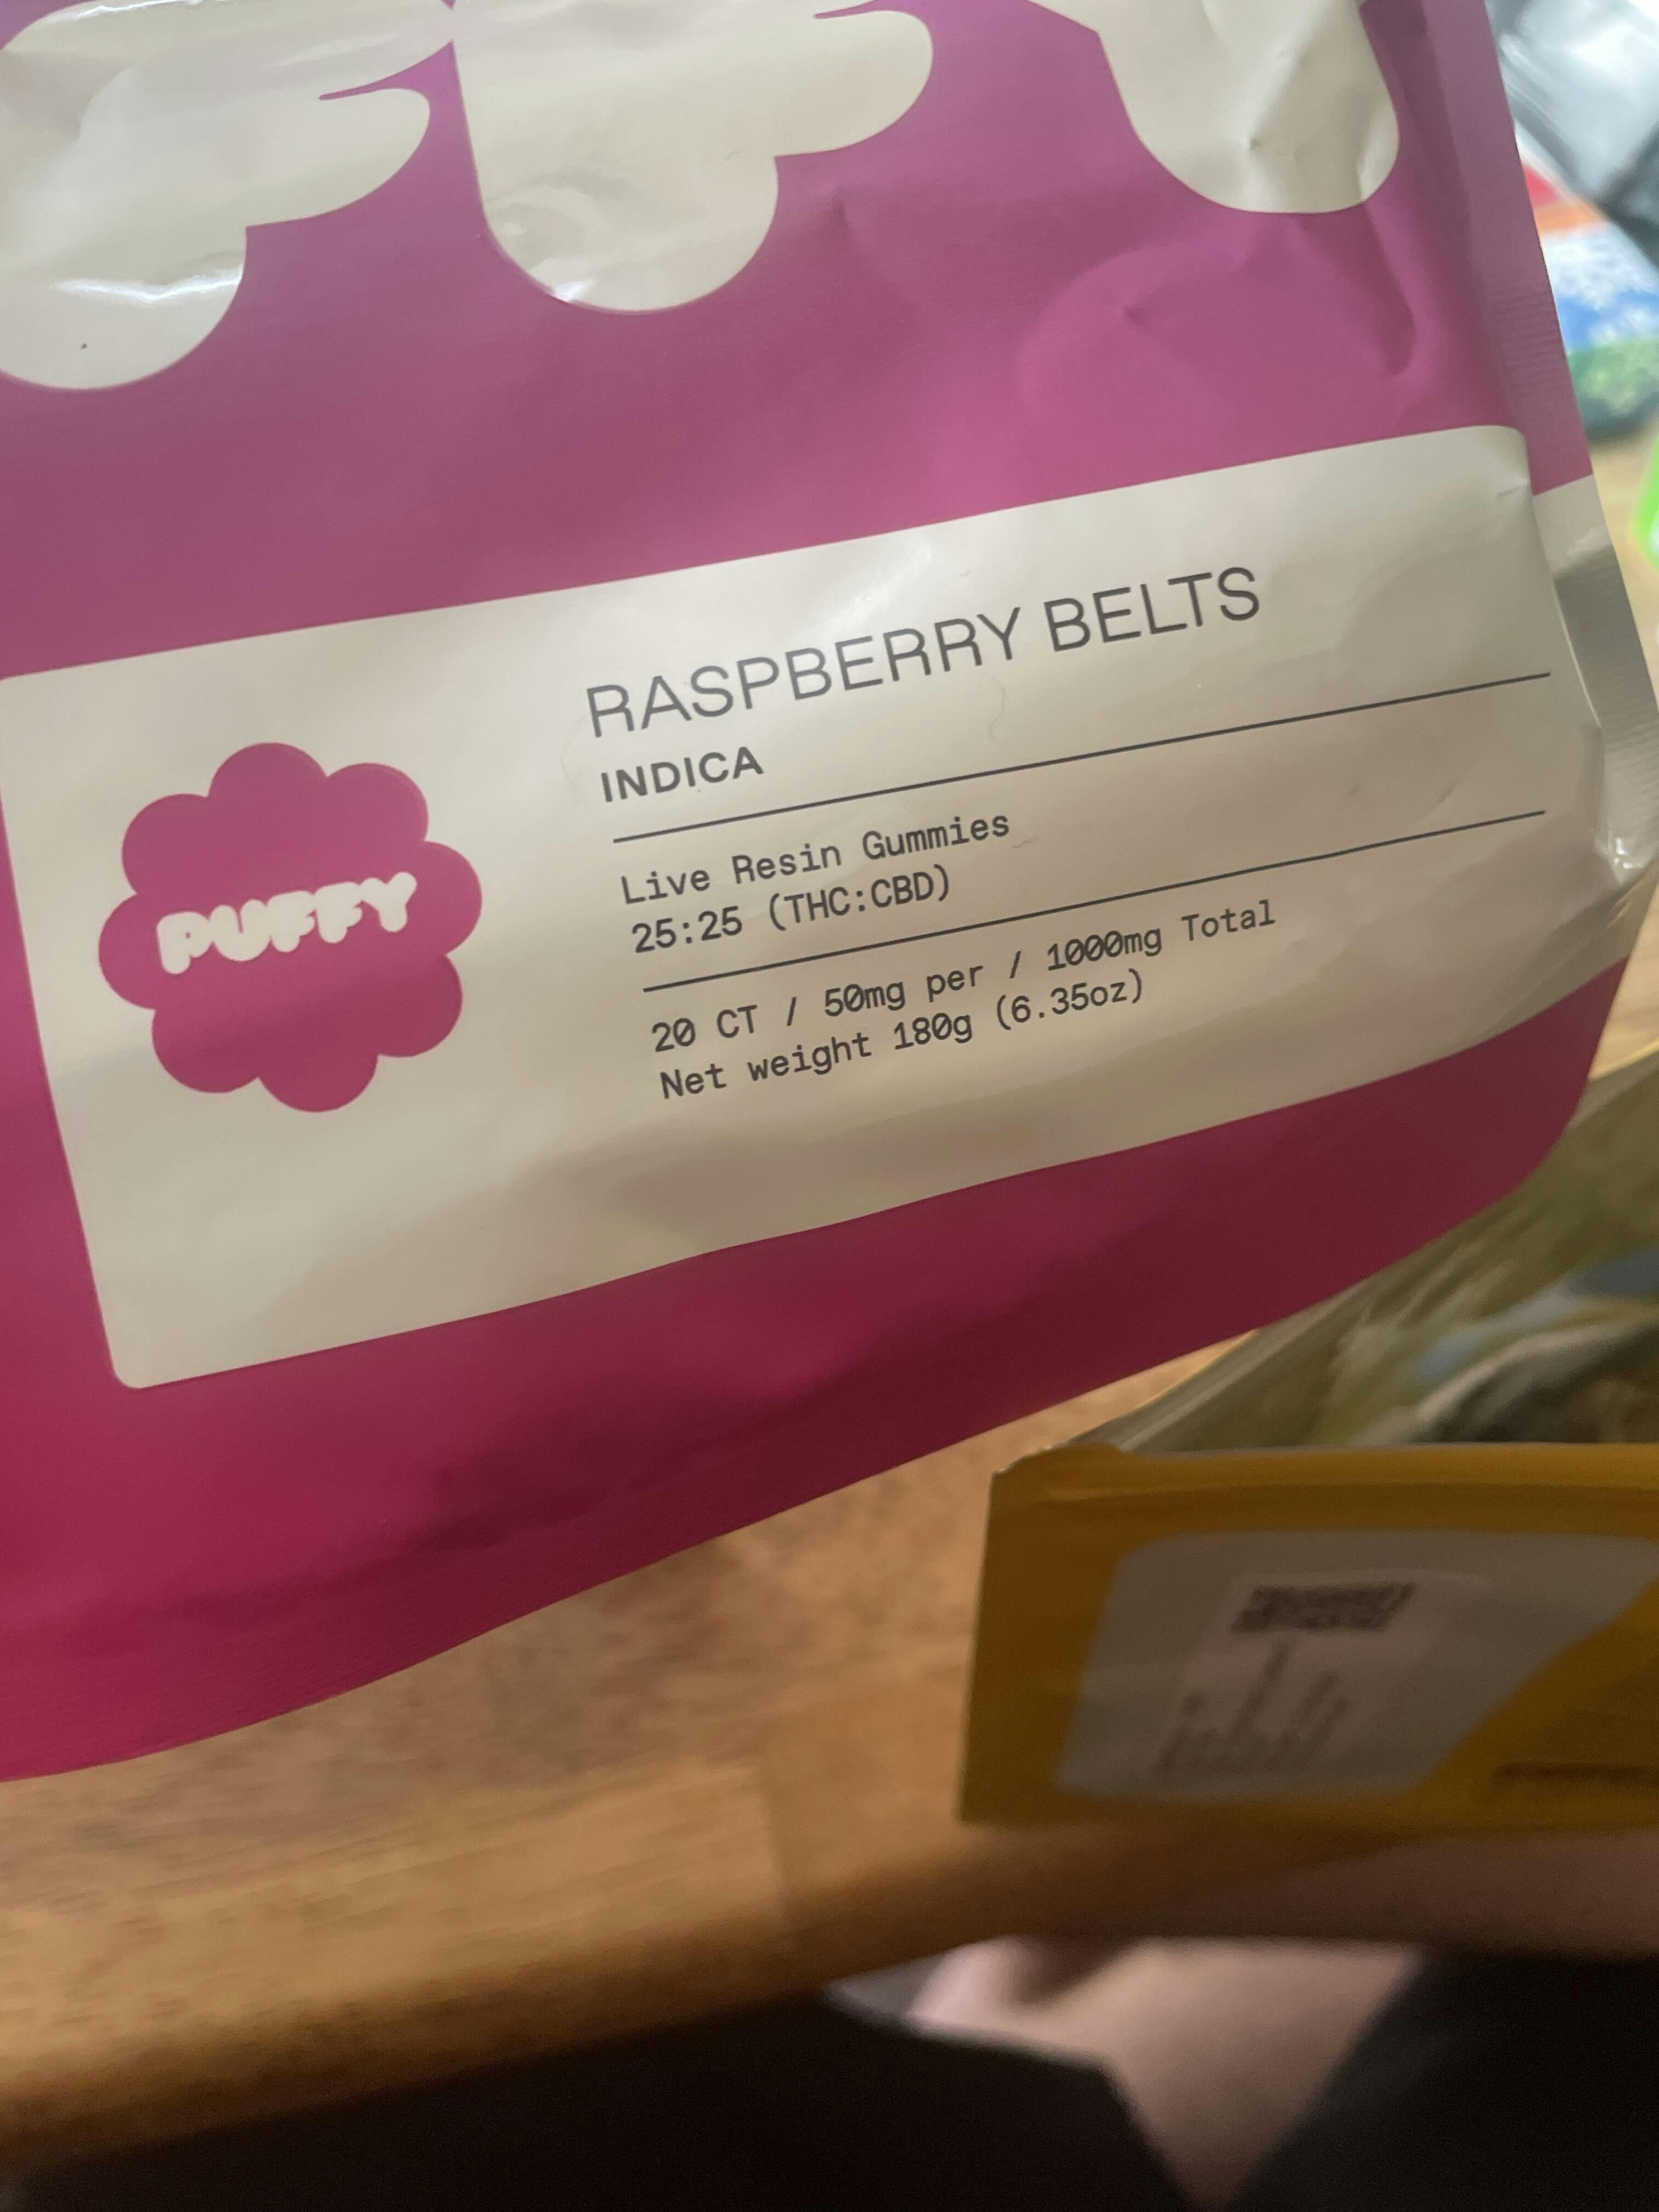 PUFFY
RASPBERRY BELTS
INDICA
Live Resin Gummies
25:25 (THC:CBD)
20 CT / 50mg per / 1000mg Total
Net weight 180g (6.35oz)